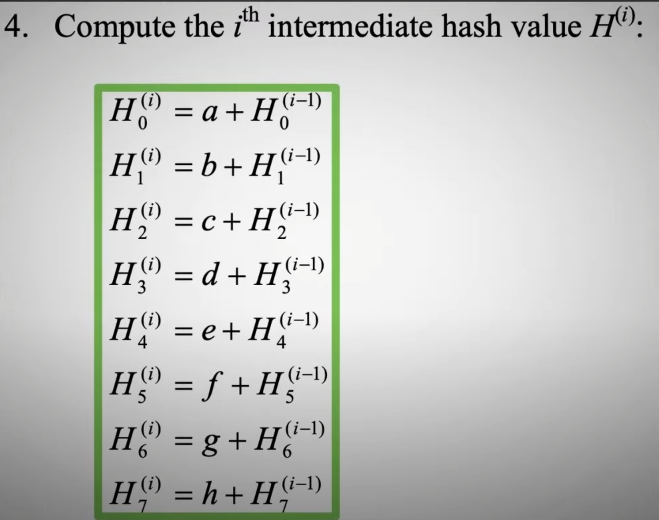 4. Compute the i^th intermediate hash value H^(i):
H_0^(i) = a + H_0^(i–1)
H_1^(i) = b + H_1^(i–1)
H_2^(i) = c + H_2^(i–1)
H_3^(i) = d + H_3^(i–1)
H_4^(i) = e + H_4^(i–1)
H_5^(i) = f + H_5^(i–1)
H_6^(i) = g + H_6^(i–1)
H_7^(i) = h + H_7^(i–1)